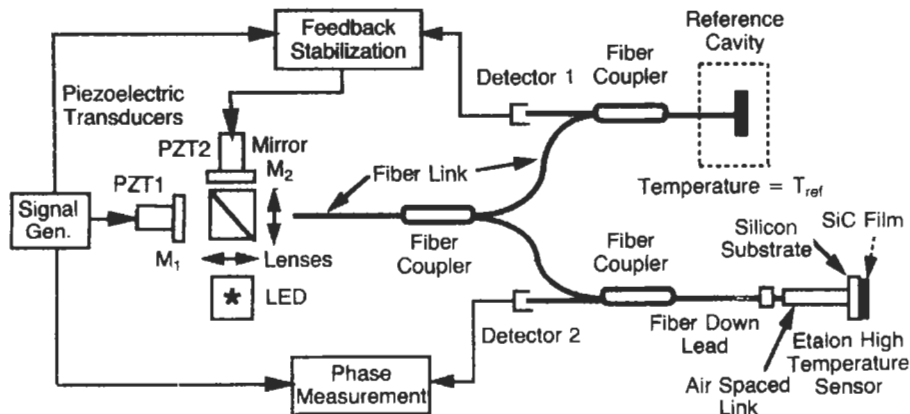 Feedback
Stabilization
Reference
Cavity
Fiber
Coupler
Detector 1
Piezoelectric
Transducers
PZT2
Mirror
M2
PZT1
Fiber Link
Temperature = Tref
Signal
Gen.
M1
Lenses
Fiber
Coupler
Fiber
Coupler
Silicon
Substrate
SiC Film
LED
Detector 2
Fiber Down
Lead
Etalon High
Temperature
Sensor
Air Spaced
Link
Phase
Measurement